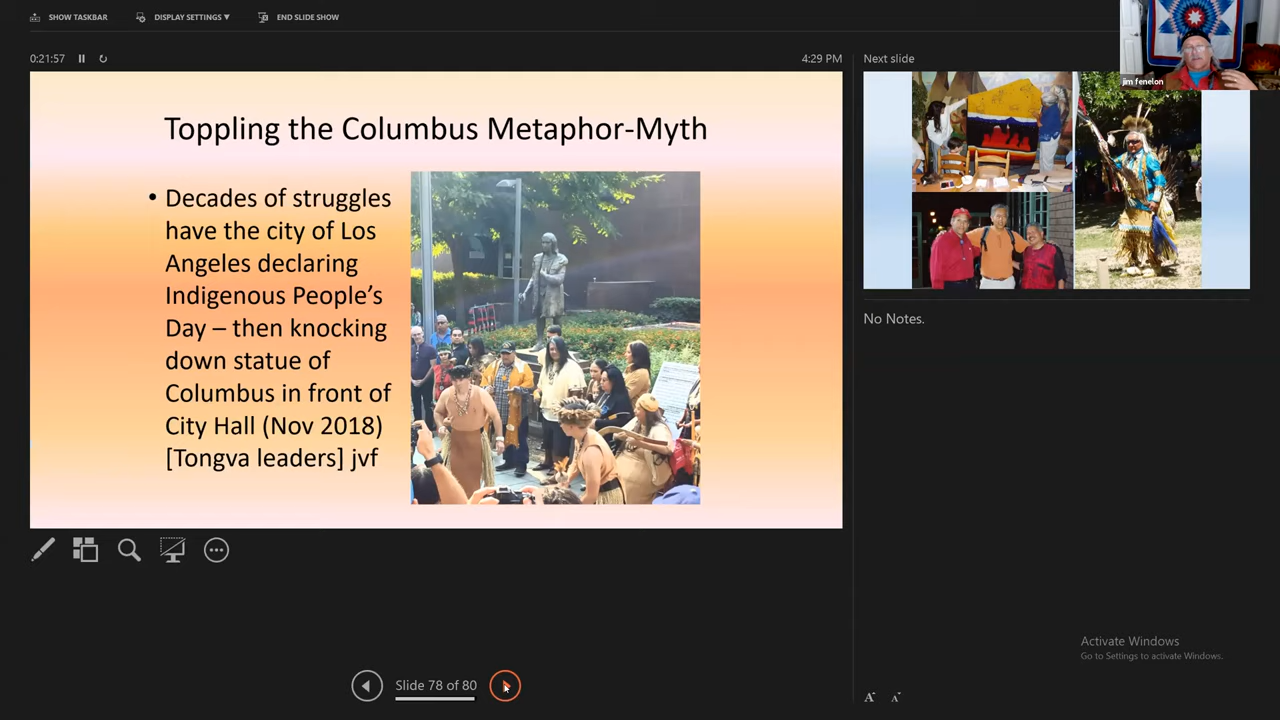 SHOW TASKBAR
DISPLAY SETTINGS ▼
END SLIDE SHOW
0:21:57
4:29 PM
Next slide
jim fenelon
Toppling the Columbus Metaphor-Myth
• Decades of struggles
have the city of Los
Angeles declaring
Indigenous People’s
Day – then knocking
down statue of
Columbus in front of
City Hall (Nov 2018)
[Tongva leaders] jvf
No Notes.
Slide 78 of 80
Activate Windows
Go to Settings to activate Windows.
A
A